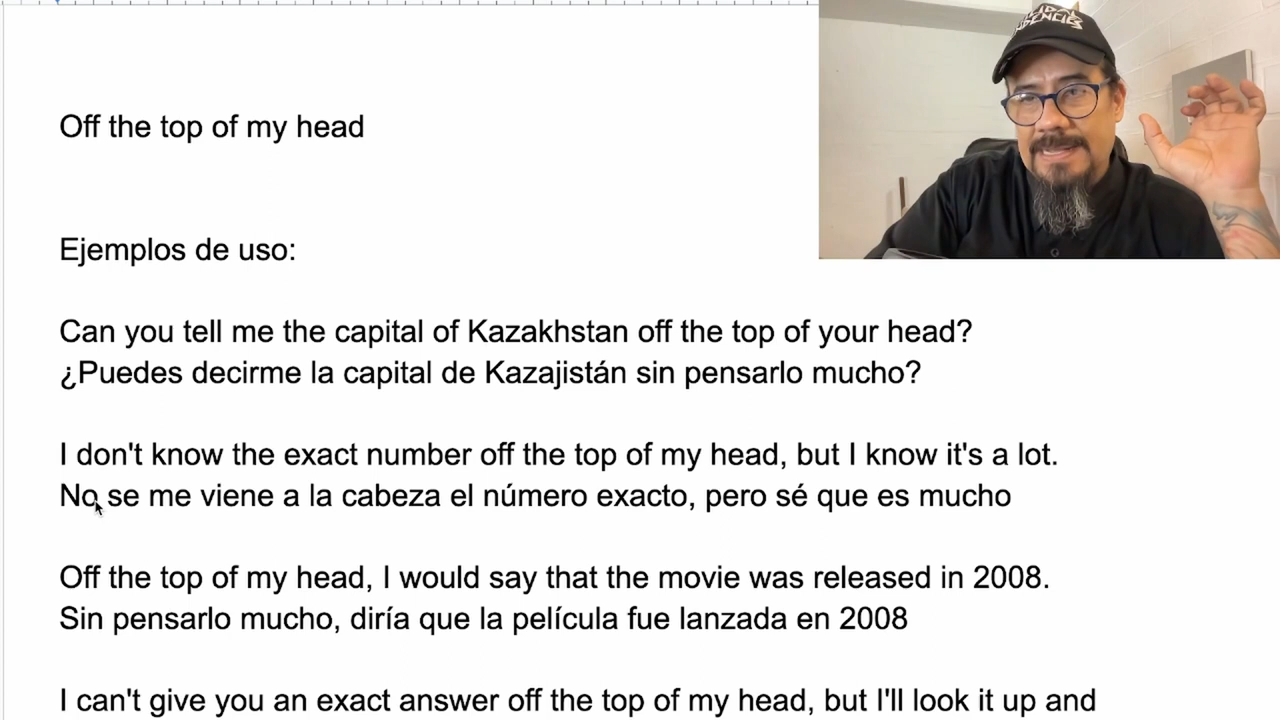 Off the top of my head
Ejemplos de uso:
Can you tell me the capital of Kazakhstan off the top of your head?
¿Puedes decirme la capital de Kazajistán sin pensarlo mucho?
I don't know the exact number off the top of my head, but I know it's a lot.
No se me viene a la cabeza el número exacto, pero sé que es mucho
Off the top of my head, I would say that the movie was released in 2008.
Sin pensarlo mucho, diría que la película fue lanzada en 2008
I can't give you an exact answer off the top of my head, but I'll look it up and